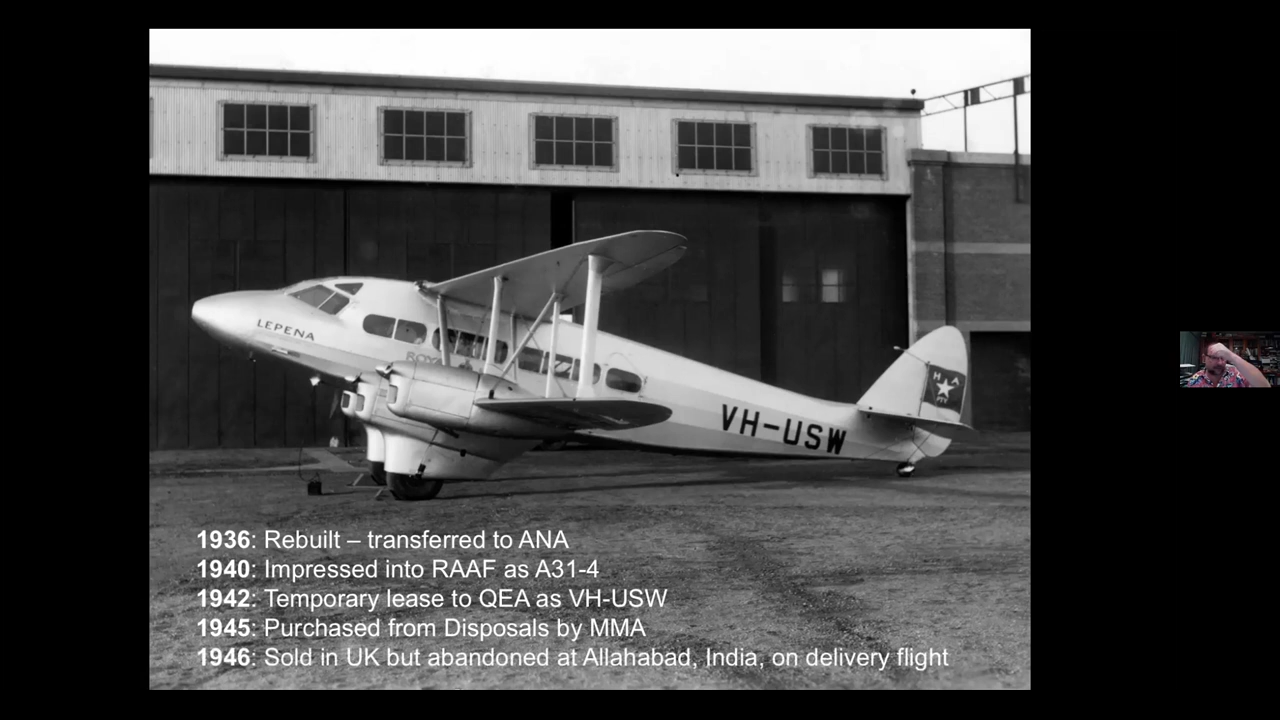 LEPENA
ROYAL
VH-USW
H A
PTY
1936: Rebuilt – transferred to ANA
1940: Impressed into RAAF as A31-4
1942: Temporary lease to QEA as VH-USW
1945: Purchased from Disposals by MMA
1946: Sold in UK but abandoned at Allahabad, India, on delivery flight